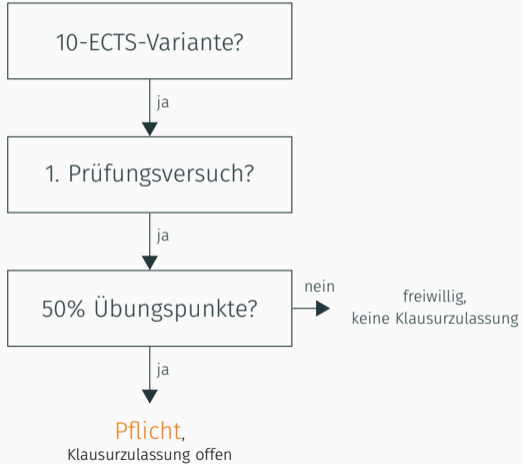 10-ECTS-Variante?
ja
1. Prüfungsversuch?
ja
50% Übungspunkte?
nein
freiwillig,
keine Klausurzulassung
ja
Pflicht,
Klausurzulassung offen